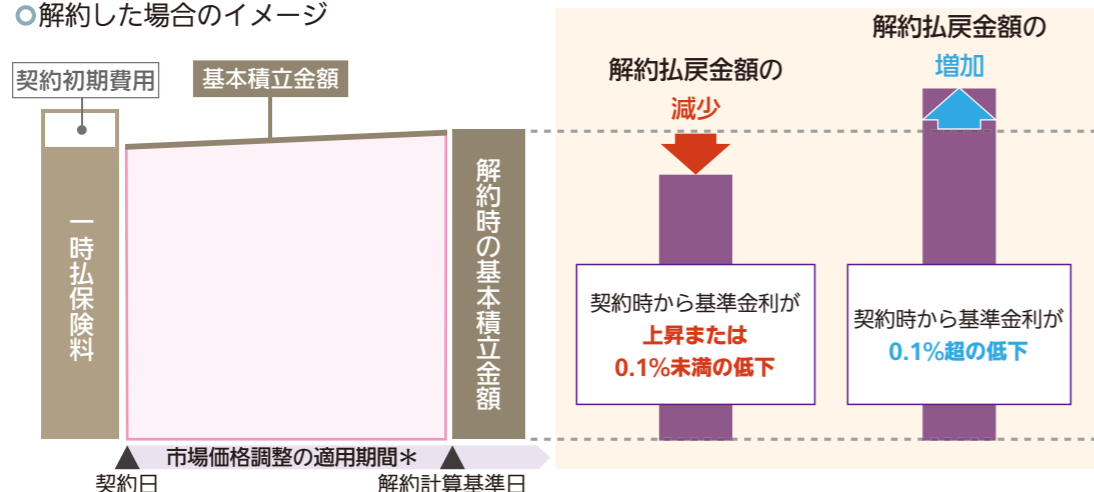 解約した場合のイメージ
契約初期費用
基本積立金額
一時払保険料
解約時の基本積立金額
市場価格調整の適用期間＊
契約日
解約計算基準日
解約払戻金額の
減少
契約時から基準金利が
上昇または
0.1%未満の低下
解約払戻金額の
増加
契約時から基準金利が
0.1%超の低下